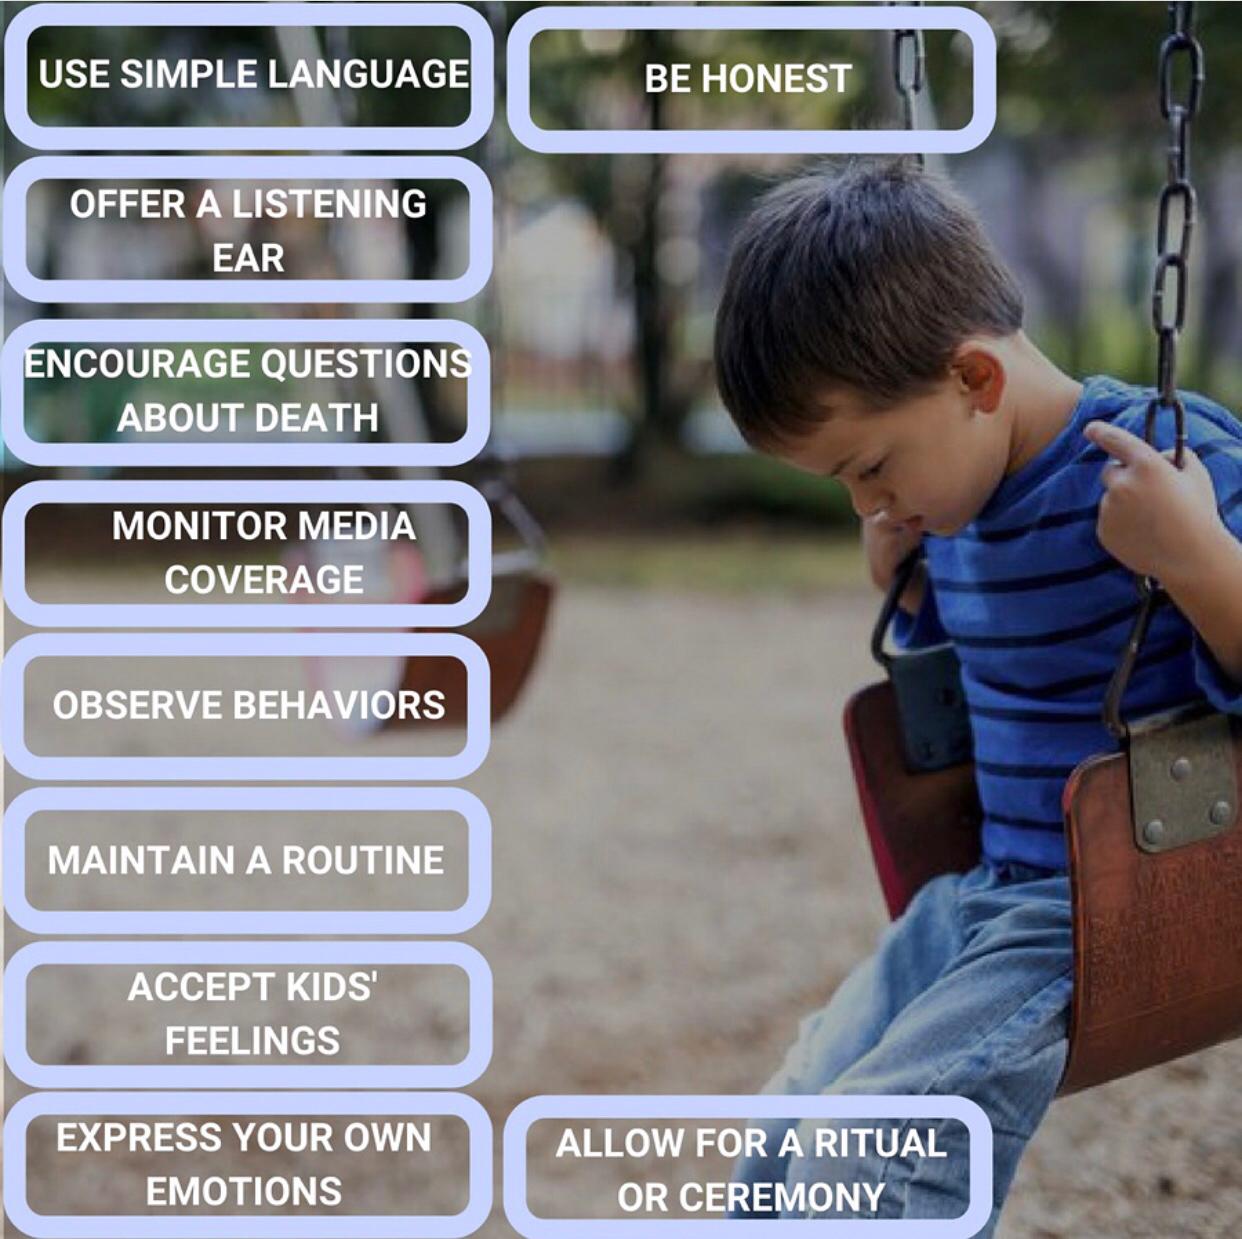 USE SIMPLE LANGUAGE
BE HONEST
OFFER A LISTENING
EAR
ENCOURAGE QUESTIONS
ABOUT DEATH
MONITOR MEDIA
COVERAGE
OBSERVE BEHAVIORS
MAINTAIN A ROUTINE
ACCEPT KIDS'
FEELINGS
EXPRESS YOUR OWN
EMOTIONS
ALLOW FOR A RITUAL
OR CEREMONY